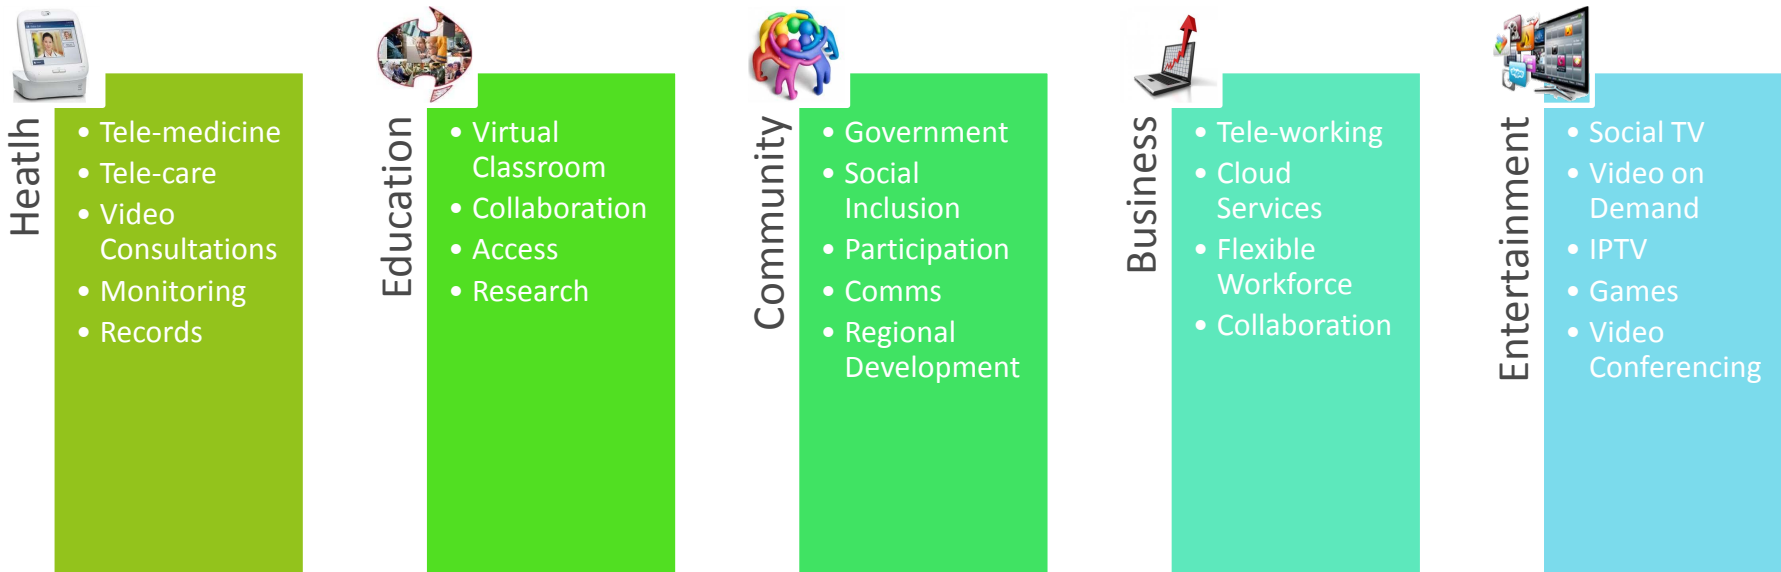 Heatlh
• Tele-medicine
• Tele-care
• Video
Consultations
• Monitoring
• Records
Education
• Virtual
Classroom
• Collaboration
• Access
• Research
Community
• Government
• Social
Inclusion
• Participation
• Comms
• Regional
Development
Business
• Tele-working
• Cloud
Services
• Flexible
Workforce
• Collaboration
Entertainment
• Social TV
• Video on
Demand
• IPTV
• Games
• Video
Conferencing